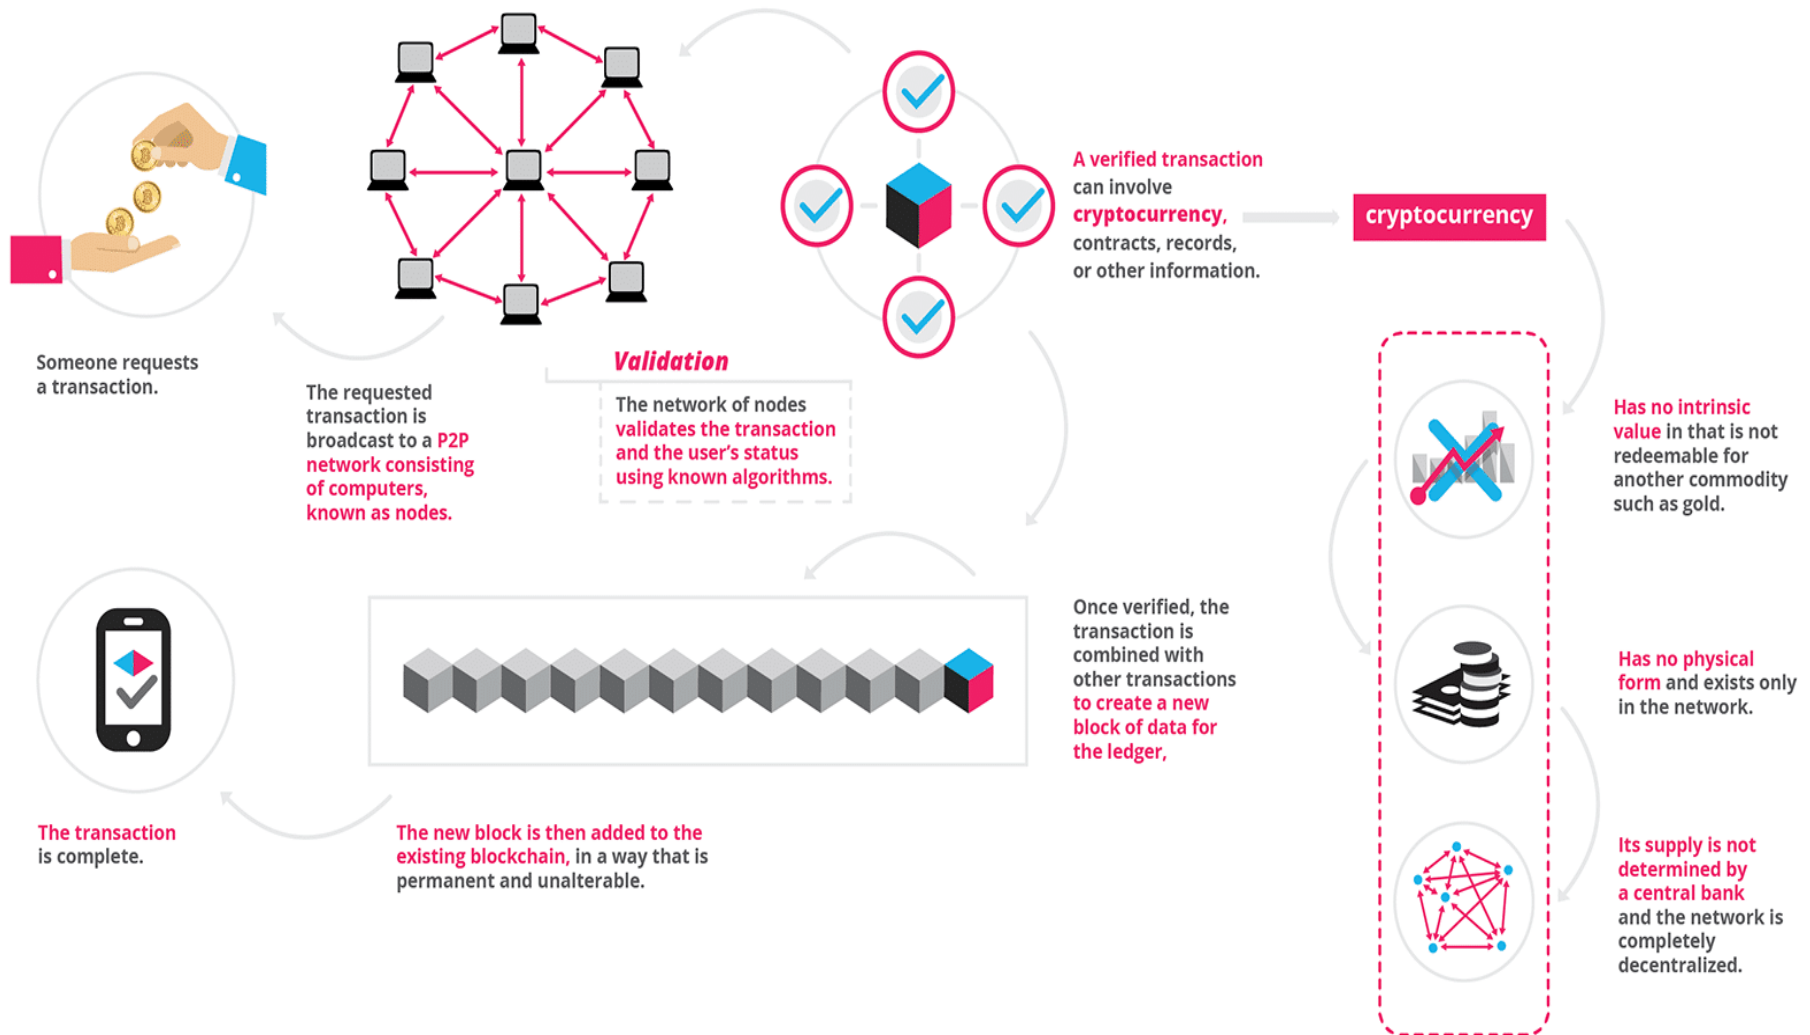 Someone requests
a transaction.
The requested
transaction is
broadcast to a P2P
network consisting
of computers,
known as nodes.
Validation
The network of nodes
validates the transaction
and the user's status
using known algorithms.
A verified transaction
can involve
cryptocurrency,
contracts, records,
or other information.
cryptocurrency
Has no intrinsic
value in that is not
redeemable for
another commodity
such as gold.
Has no physical
form and exists only
in the network.
Its supply is not
determined by
a central bank
and the network is
completely
decentralized.
Once verified, the
transaction is
combined with
other transactions
to create a new
block of data for
the ledger,
The new block is then added to the
existing blockchain, in a way that is
permanent and unalterable.
The transaction
is complete.